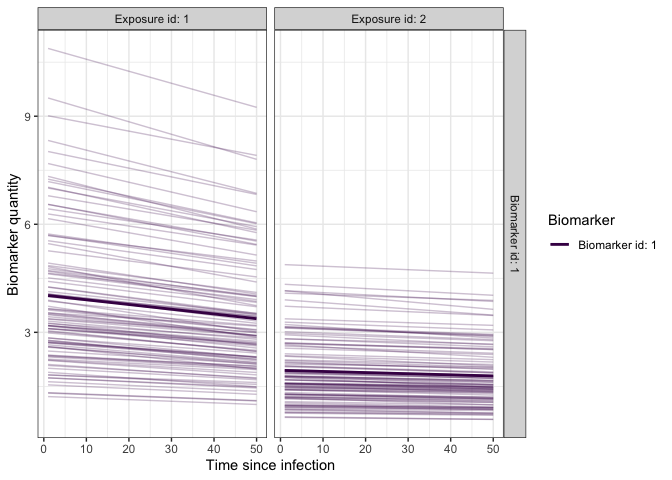 Exposure id: 1
Exposure id: 2
Biomarker quantity
9
6
3
Biomarker id: 1
0
10
20
30
40
50
0
10
20
30
40
50
Time since infection
Biomarker
Biomarker id: 1